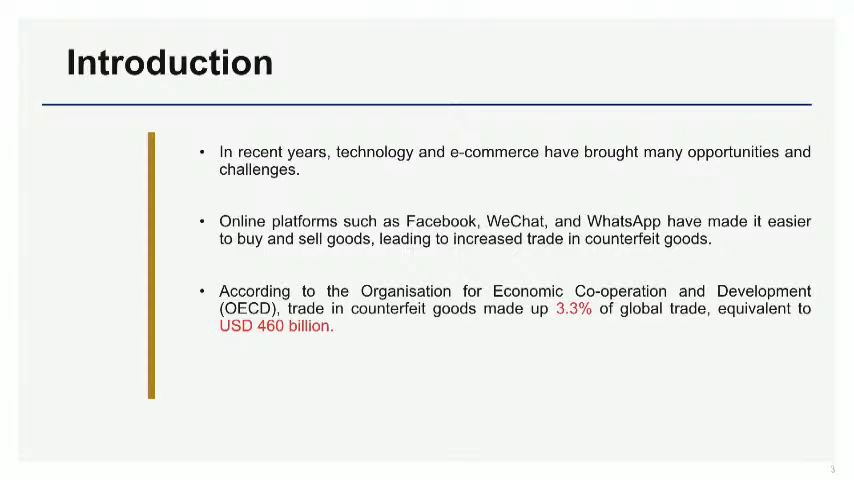 Introduction
• In recent years, technology and e-commerce have brought many opportunities and
challenges.
• Online platforms such as Facebook, WeChat, and WhatsApp have made it easier
to buy and sell goods, leading to increased trade in counterfeit goods.
• According to the Organisation for Economic Co-operation and Development
(OECD), trade in counterfeit goods made up 3.3% of global trade, equivalent to
USD 460 billion.
3